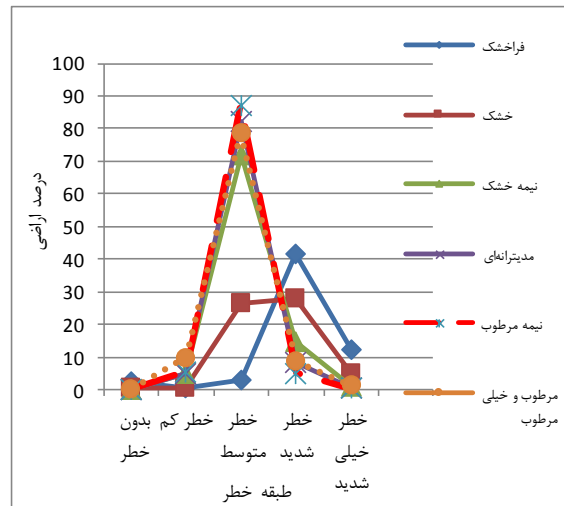 100
90
80
70
60
50
40
30
20
10
0
درصد اراضی
بدون خطر
خطر کم
خطر متوسط
خطر شدید
خطر خیلی شدید
طبقه خطر
فراخشک
خشک
نیمه خشک
مدیترانه‌ای
نیمه مرطوب
مرطوب و خیلی
مرطوب